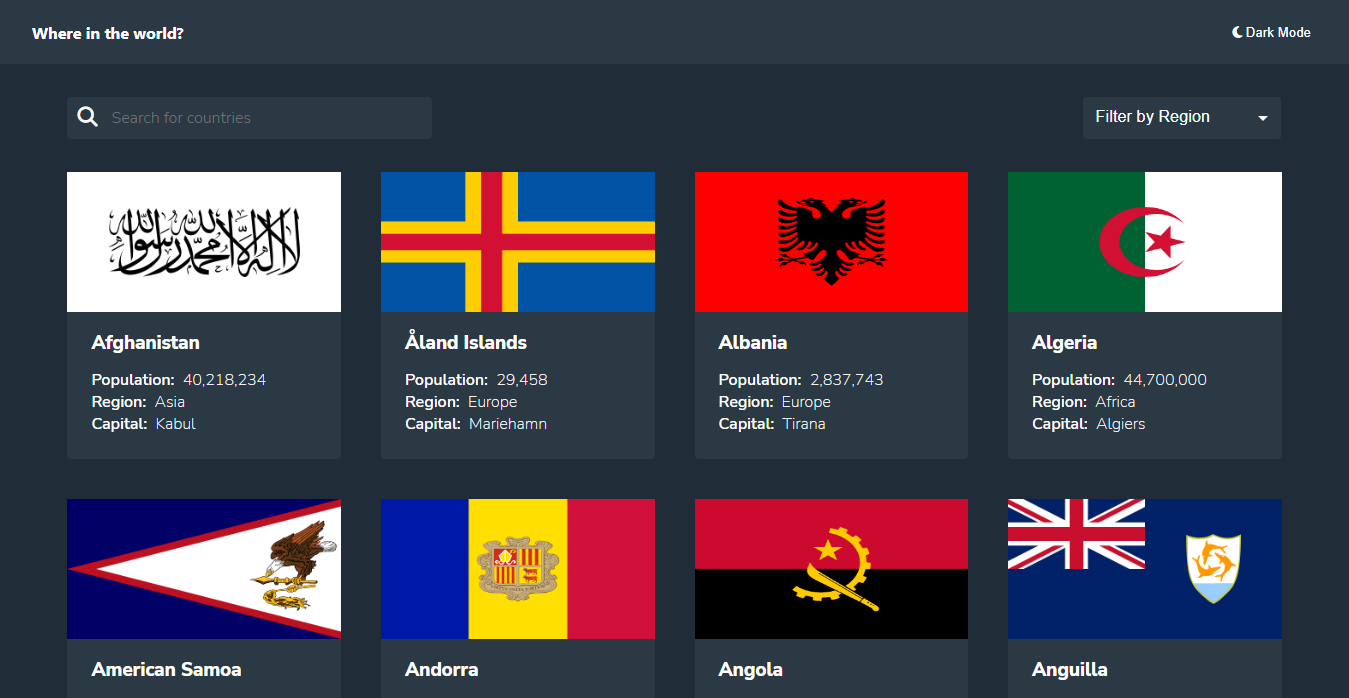 Where in the world?
Dark Mode
Search for countries
Filter by Region
لا إله إلا الله محمد رسول الله
Afghanistan
Population: 40,218,234
Region: Asia
Capital: Kabul
Åland Islands
Population: 29,458
Region: Europe
Capital: Mariehamn
Albania
Population: 2,837,743
Region: Europe
Capital: Tirana
Algeria
Population: 44,700,000
Region: Africa
Capital: Algiers
American Samoa
Andorra
Angola
Anguilla